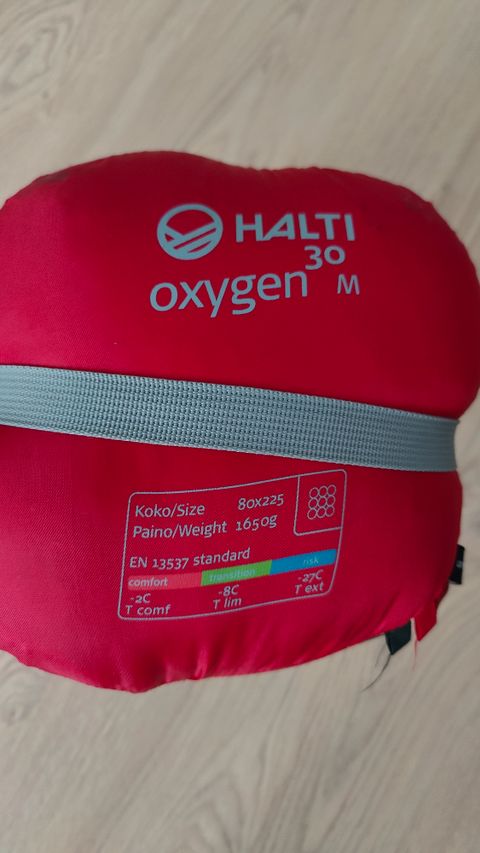 HALTI
oxygen 30 M
Koko/Size 80x225
Paino/Weight 1650g
EN 13537 standard
comfort transition risk
-2C -8C -27C
T comf T lim T ext